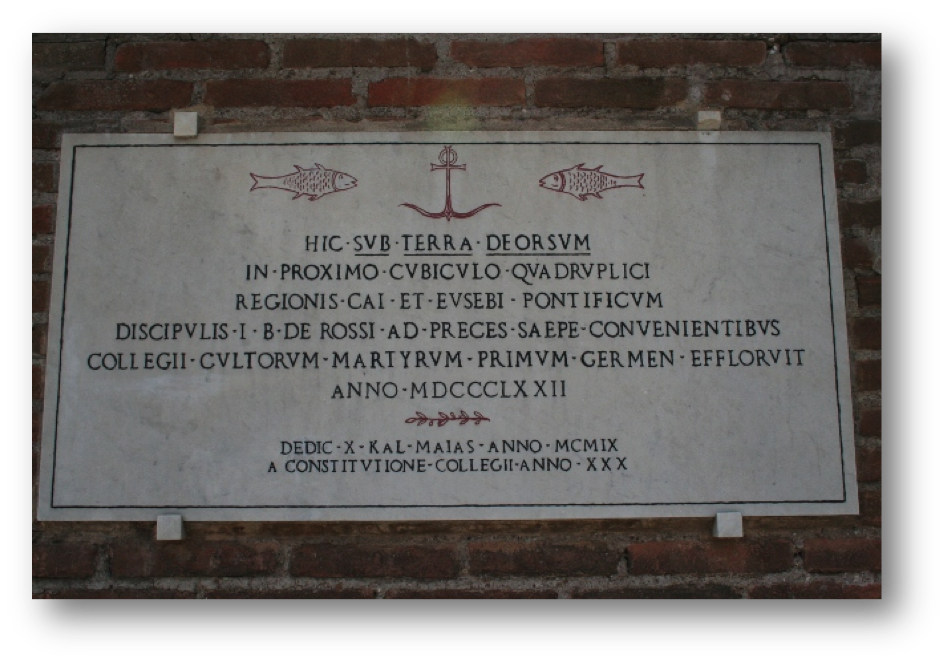 HIC·SVB·TERRA·DEORSVM
IN·PROXIMO·CVBICVLO·QVADRVPLICI
REGIONIS·CAI·ET·EVSEBI·PONTIFICVM
DISCIPVLIS·I·B·DE ROSSI·AD·PRECES·SAEPE·CONVENIENTIBVS
COLLEGII·CVLTORVM·MARTYRVM·PRIMVM·GERMEN·EFFLORVIT
ANNO·MDCCCLXXII
DEDIC·X·KAL·MAIAS·ANNO·MCMIX
A CONSTITVTIONE·COLLEGII·ANNO·XXX